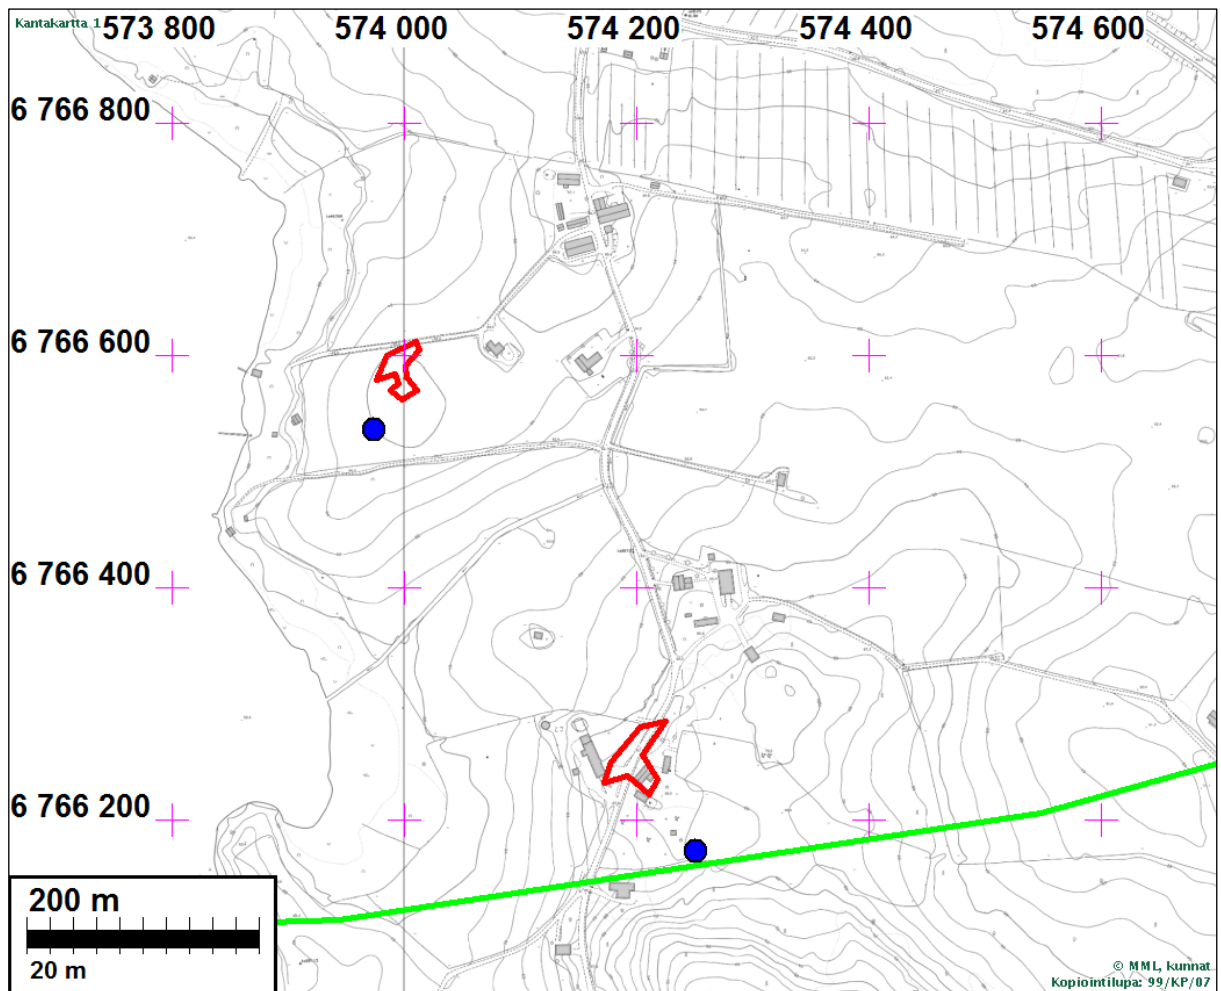 Kantakartta 1
573 800 574 000 574 200 574 400 574 600
6 766 800
6 766 600
6 766 400
6 766 200
200 m
20 m
© MML, kunnat
Kopiointilupa: 99/KP/07